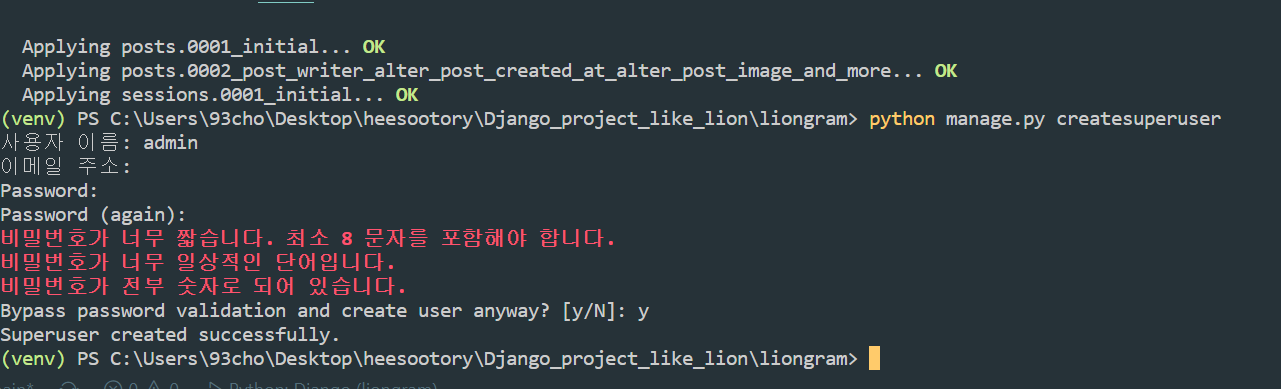 Applying posts.0001_initial... OK
Applying posts.0002_post_writer_alter_post_created_at_alter_post_image_and_more... OK
Applying sessions.0001_initial... OK
(venv) PS C:\Users\93cho\Desktop\heesootory\Django_project_like_lion\liongram> python manage.py createsuperuser
사용자 이름: admin
이메일 주소:
Password:
Password (again):
비밀번호가 너무 짧습니다. 최소 8 문자를 포함해야 합니다.
비밀번호가 너무 일상적인 단어입니다.
비밀번호가 전부 숫자로 되어 있습니다.
Bypass password validation and create user anyway? [y/N]: y
Superuser created successfully.
(venv) PS C:\Users\93cho\Desktop\heesootory\Django_project_like_lion\liongram>
0 0 Python: Django (liongram)